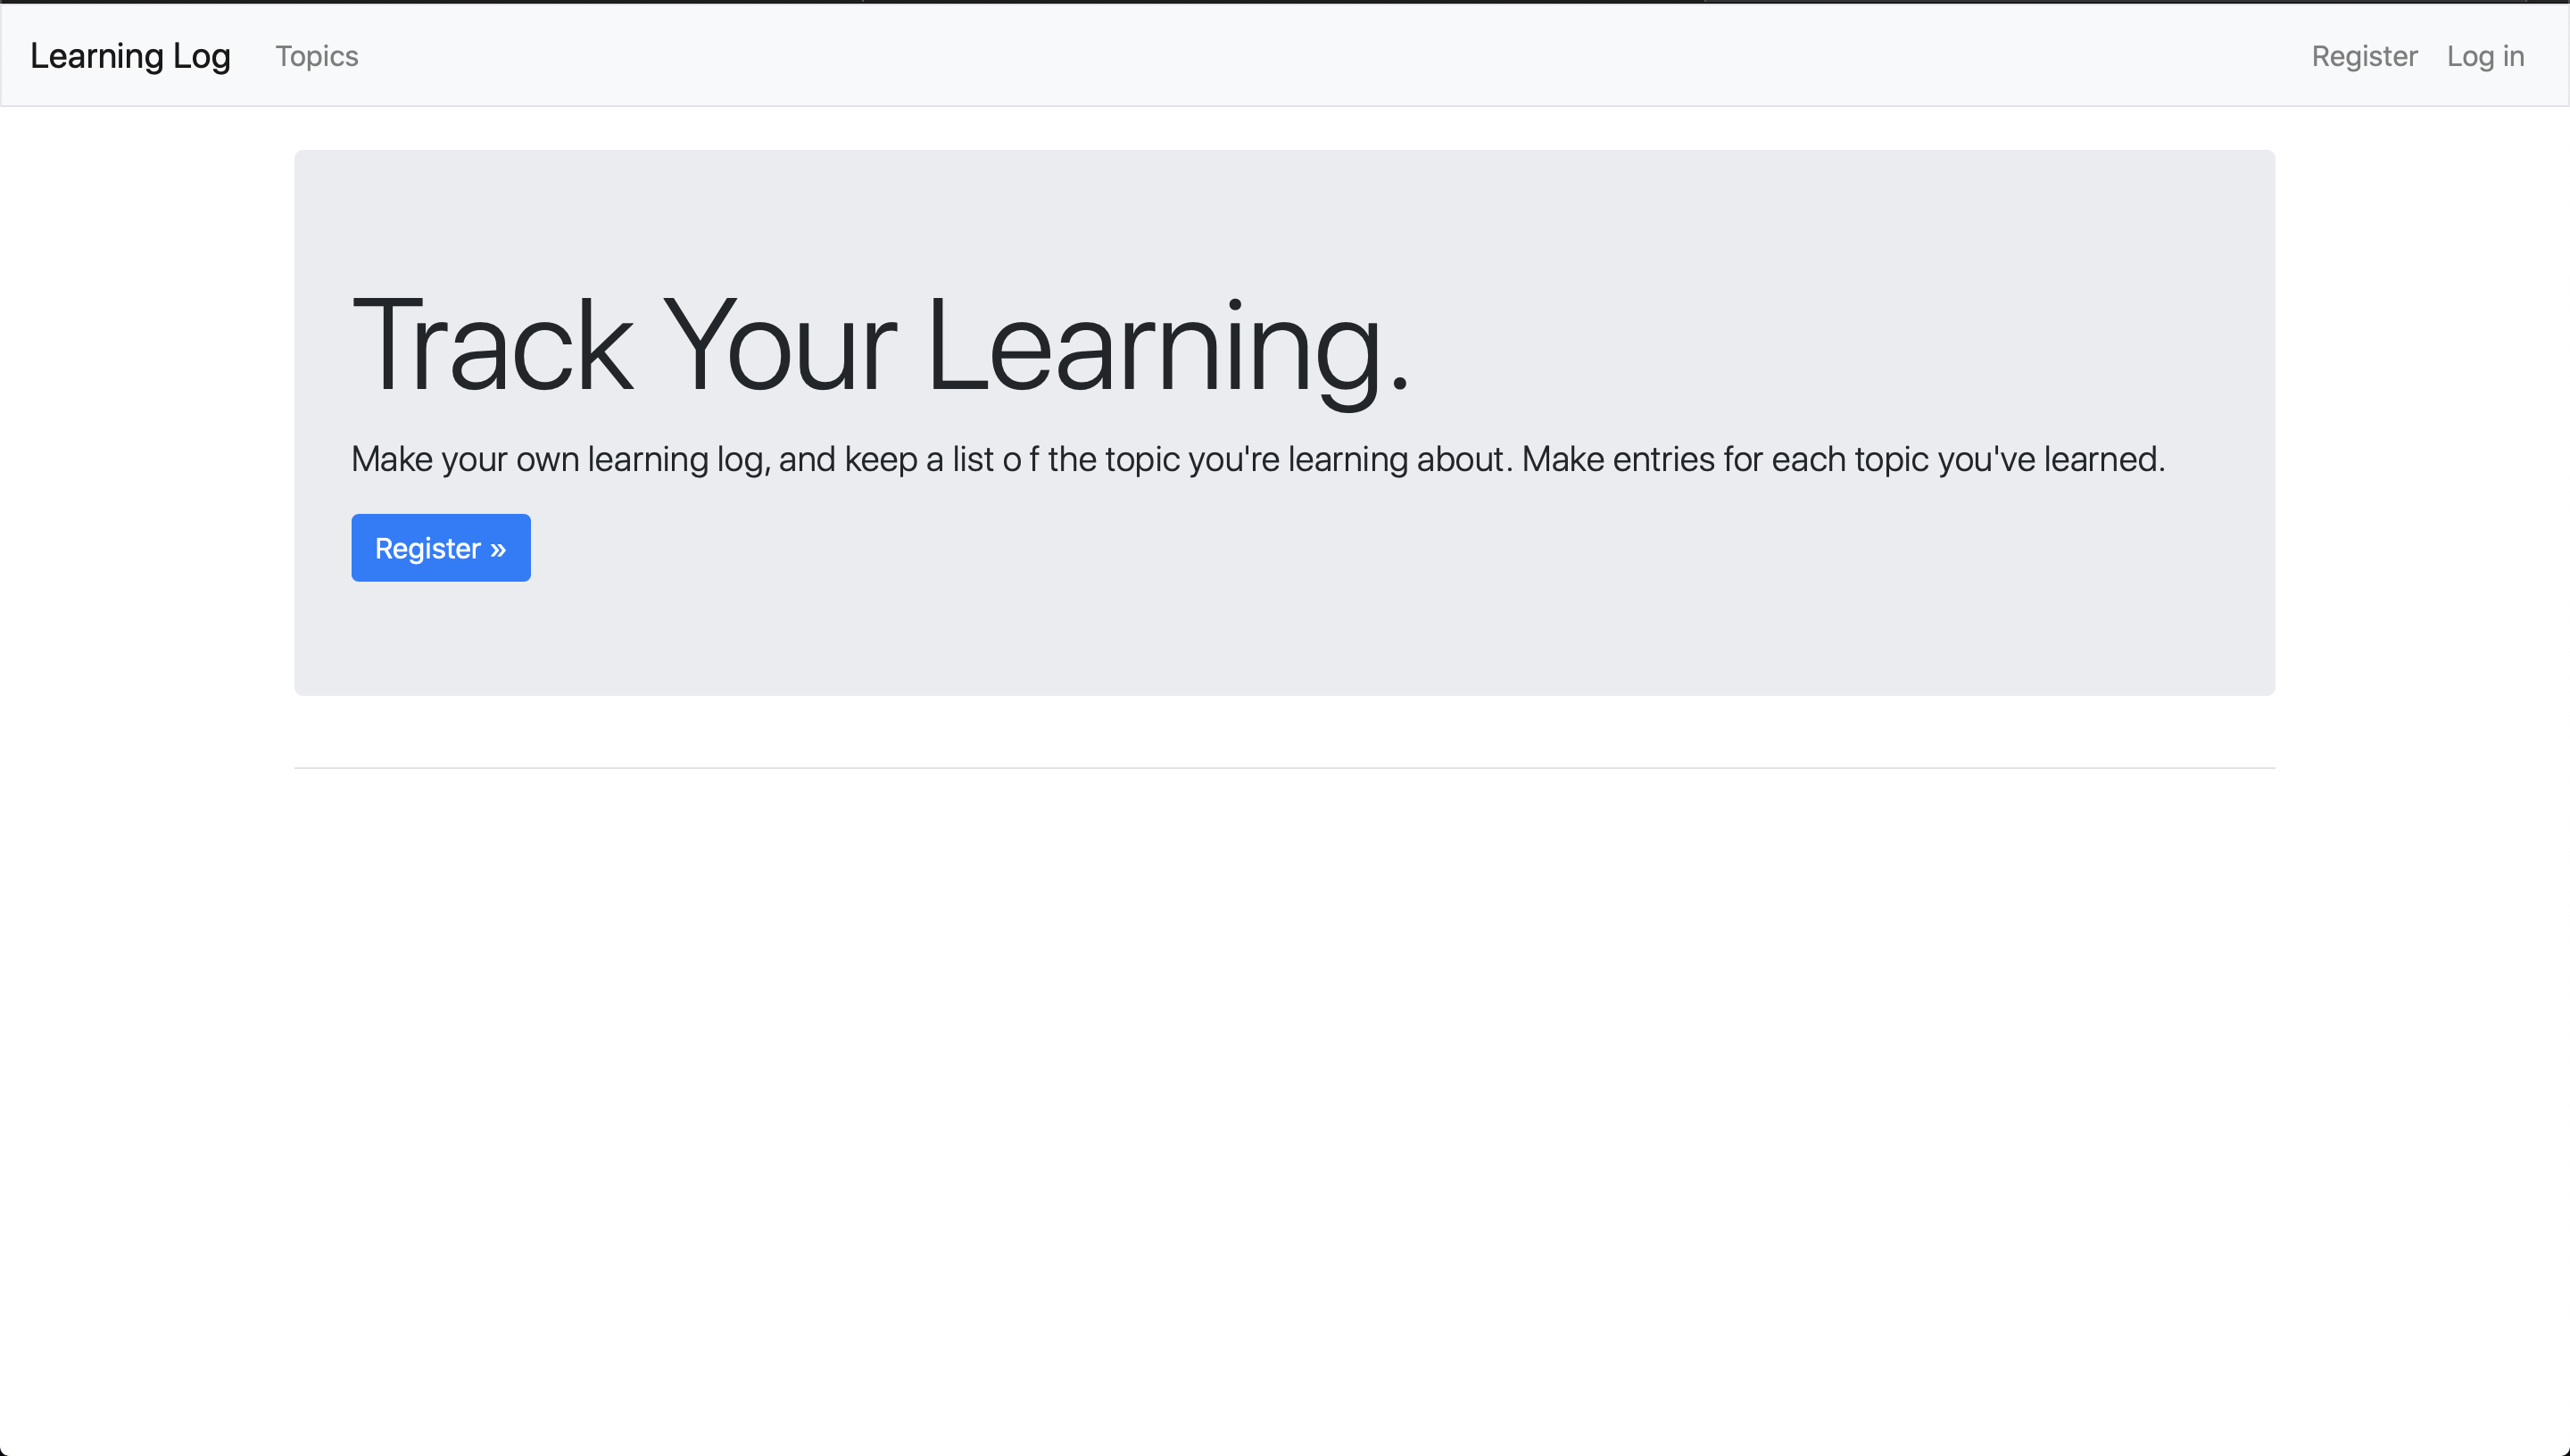 Learning Log Topics Register Log in
Track Your Learning.
Make your own learning log, and keep a list o f the topic you're learning about. Make entries for each topic you've learned.
Register »